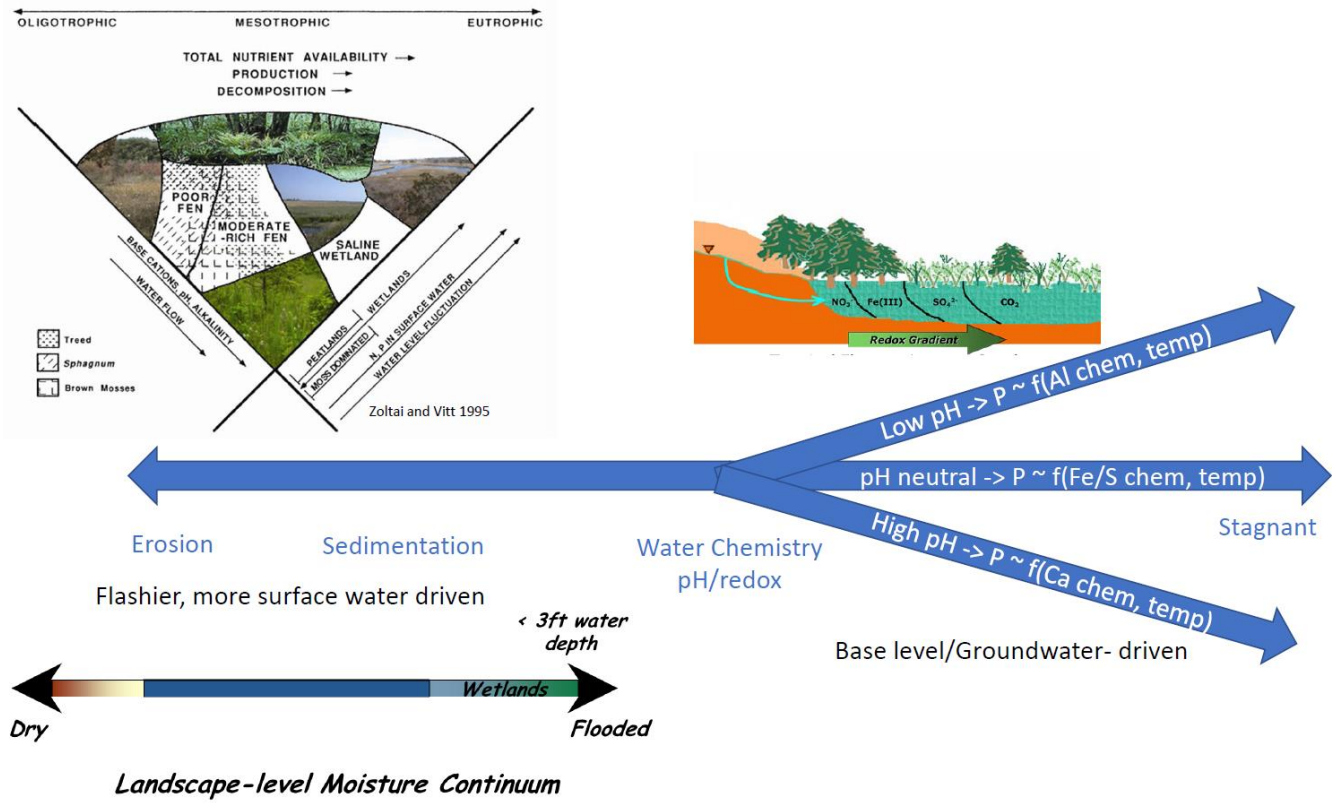 OLIGOTROPHIC MESOTROPHIC EUTROPHIC
TOTAL NUTRIENT AVAILABILITY →
PRODUCTION →
DECOMPOSITION →
POOR
FEN
MODERATE
-RICH FEN
SALINE
WETLAND
BASE CATIONS, pH, ALKALINITY
WATER FLOW
PEATLANDS
WETLANDS
MOSS DOMINATED
N, P IN SURFACE WATER
WATER LEVEL FLUCTUATION
Treed
Sphagnum
Brown Mosses
Zoltai and Vitt 1995
NO₃⁻ Fe(III) SO₄²⁻ CO₂
Redox Gradient
Low pH -> P ~ f(Al chem, temp)
pH neutral -> P ~ f(Fe/S chem, temp)
High pH -> P ~ f(Ca chem, temp)
Stagnant
Erosion Sedimentation Water Chemistry
pH/redox
Flashier, more surface water driven
Base level/Groundwater- driven
< 3ft water
depth
Wetlands
Dry Flooded
Landscape-level Moisture Continuum